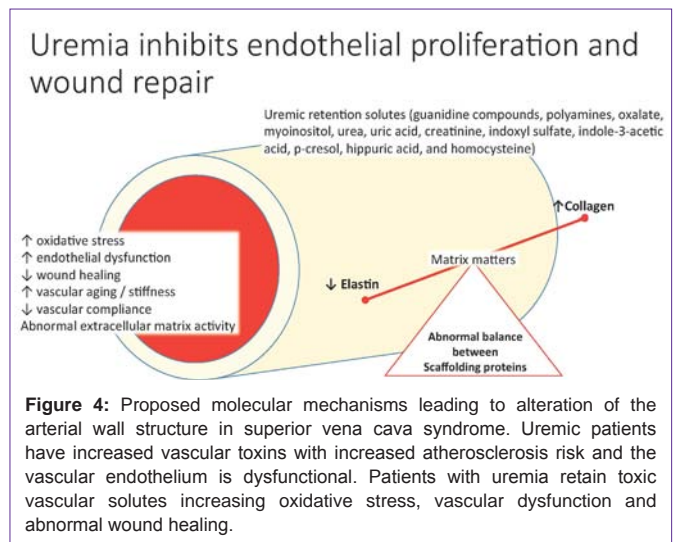 Uremia inhibits endothelial proliferation and
wound repair
Uremic retention solutes (guanidine compounds, polyamines, oxalate,
myoinositol, urea, uric acid, creatinine, indoxyl sulfate, indole-3-acetic
acid, p-cresol, hippuric acid, and homocysteine)
↑ oxidative stress
↑ endothelial dysfunction
↓ wound healing
↑ vascular aging / stiffness
↓ vascular compliance
Abnormal extracellular matrix activity
↑Collagen
Matrix matters
↓ Elastin
Abnormal balance
between
Scaffolding proteins
Figure 4: Proposed molecular mechanisms leading to alteration of the
arterial wall structure in superior vena cava syndrome. Uremic patients
have increased vascular toxins with increased atherosclerosis risk and the
vascular endothelium is dysfunctional. Patients with uremia retain toxic
vascular solutes increasing oxidative stress, vascular dysfunction and
abnormal wound healing.